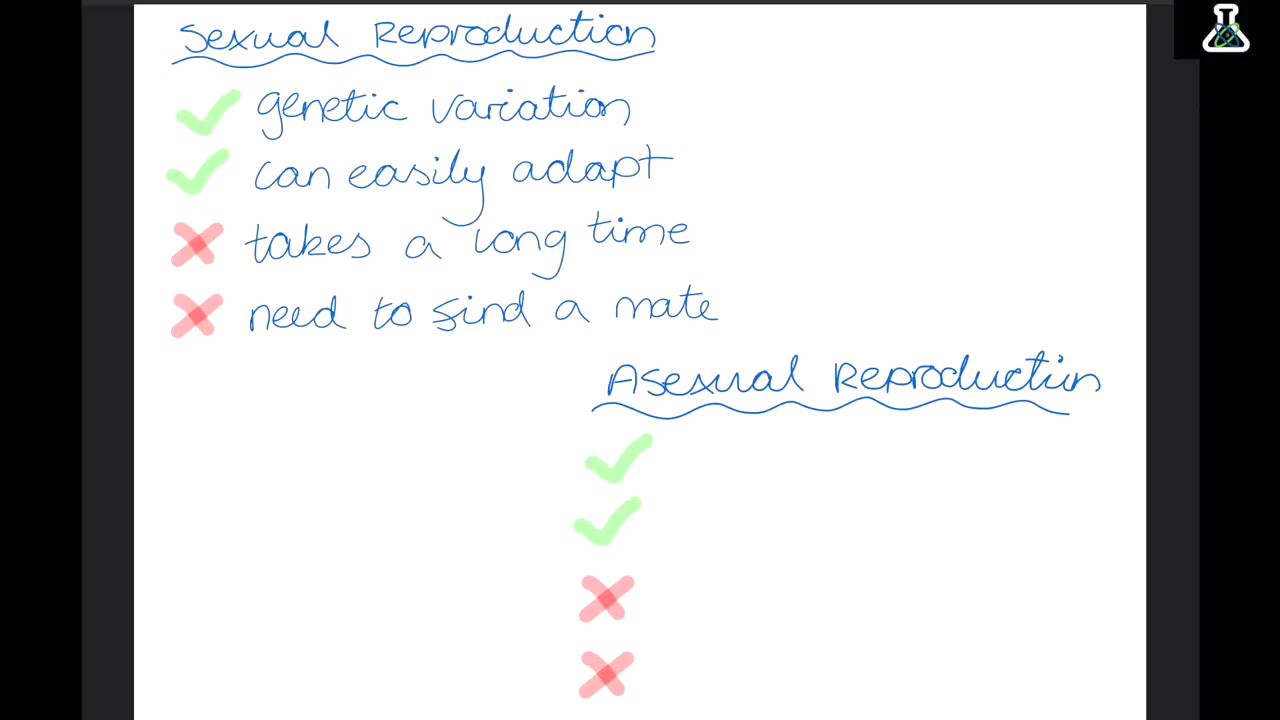 Sexual Reproduction
genetic variation
can easily adapt
takes a long time
need to find a mate
Asexual Reproduction